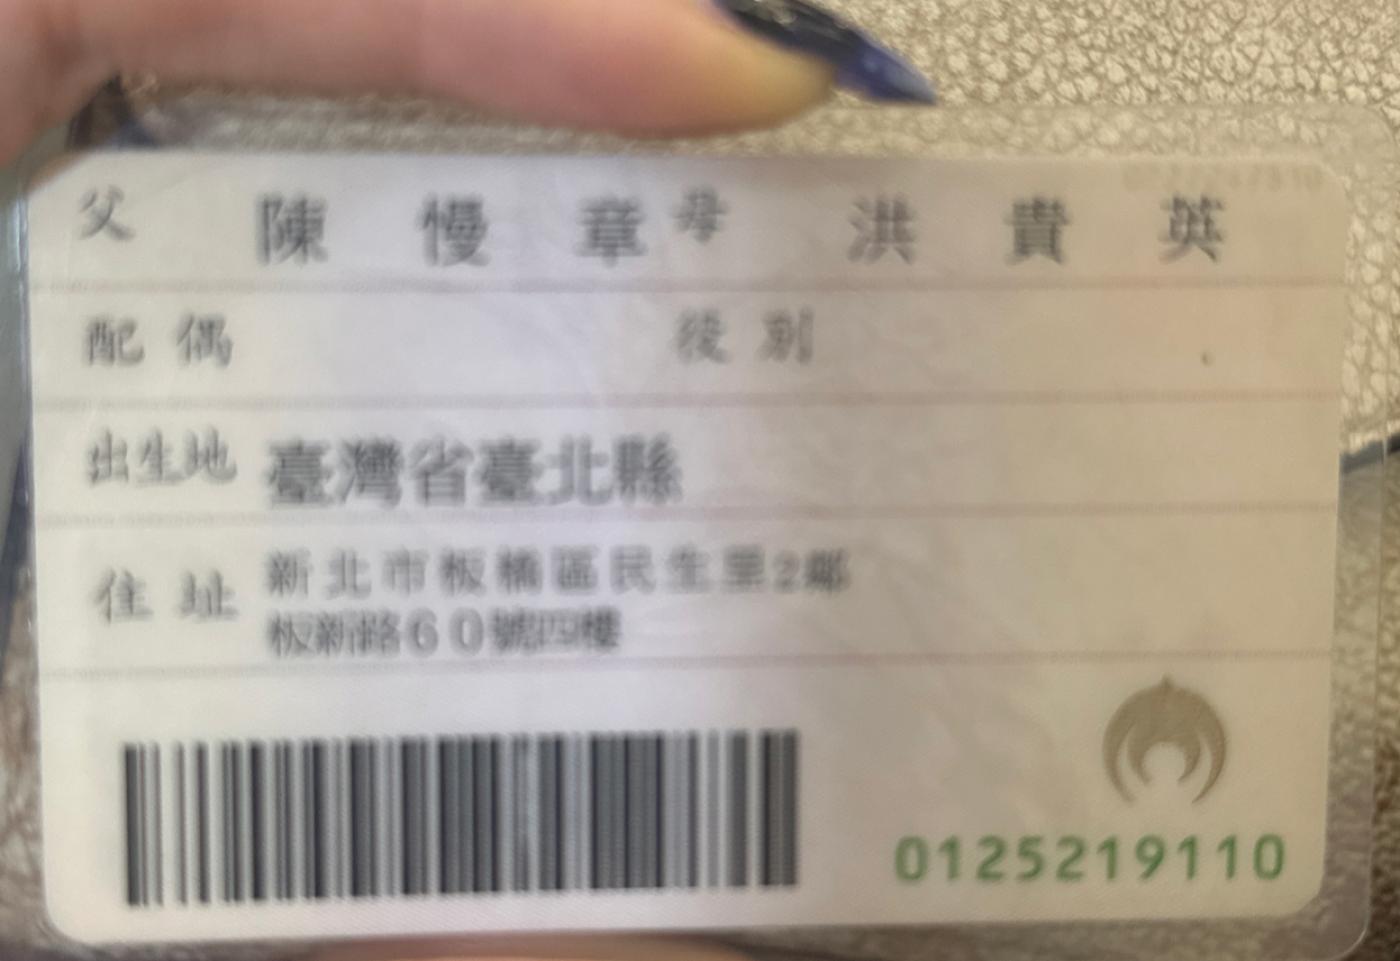 父 陳慢章 母 洪貴英
配偶 役別
出生地 臺灣省臺北縣
住址 新北市板橋區民生里2鄰
板新路60號四樓
0125219110